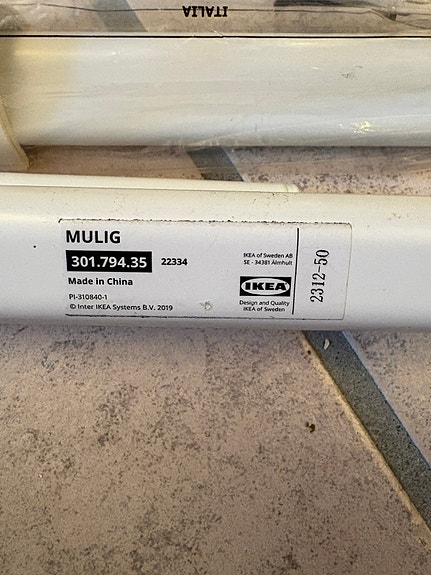 ITALIA
MULIG
301.794.35 22334
Made in China
PI-310840-1
© Inter IKEA Systems B.V. 2019
IKEA of Sweden AB
SE - 34381 Älmhult
IKEA
Design and Quality
IKEA of Sweden
2312-50